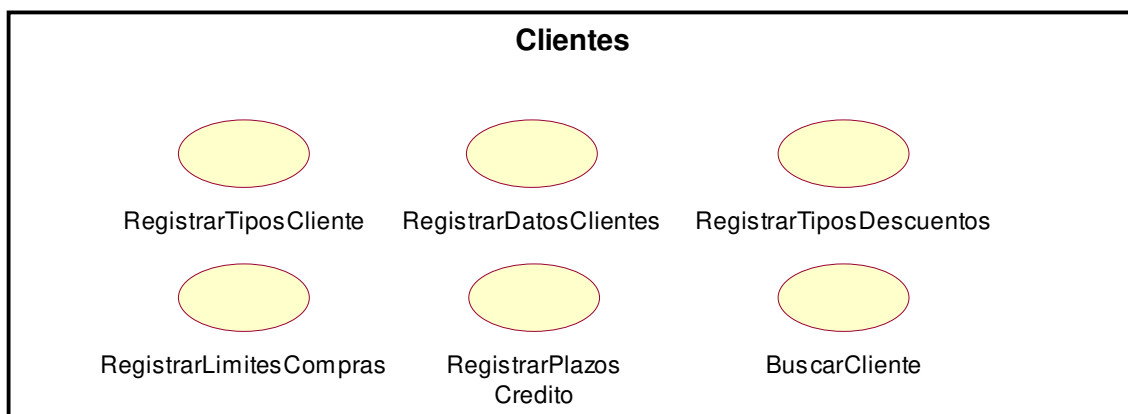 Clientes
RegistrarTiposCliente RegistrarDatosClientes RegistrarTiposDescuentos
RegistrarLimitesCompras RegistrarPlazos BuscarCliente
Credito